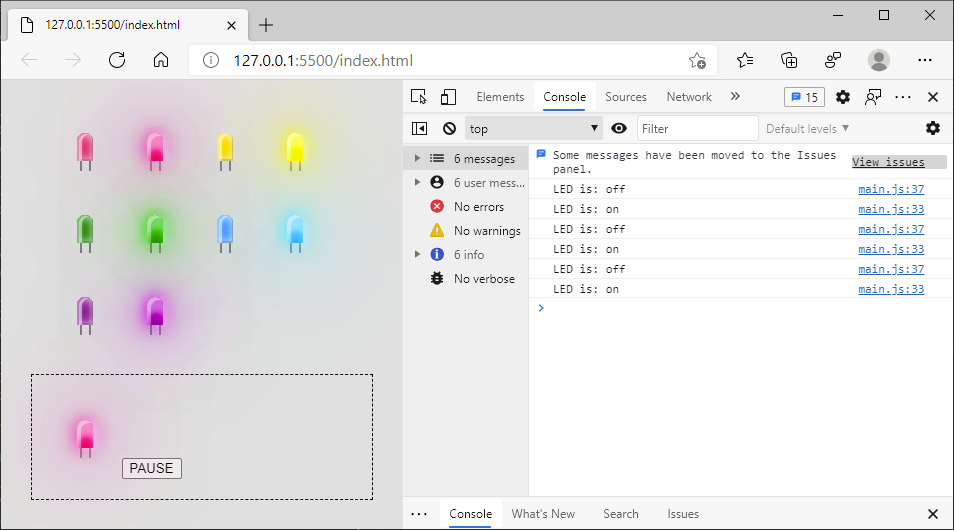 127.0.0.1:5500/index.html
127.0.0.1:5500/index.html
Elements Console Sources Network 15
top Filter Default levels
6 messages
6 user mess...
No errors
No warnings
6 info
No verbose
Some messages have been moved to the Issues panel. View issues
LED is: off main.js:37
LED is: on main.js:33
LED is: off main.js:37
LED is: on main.js:33
LED is: off main.js:37
LED is: on main.js:33
PAUSE
Console What's New Search Issues